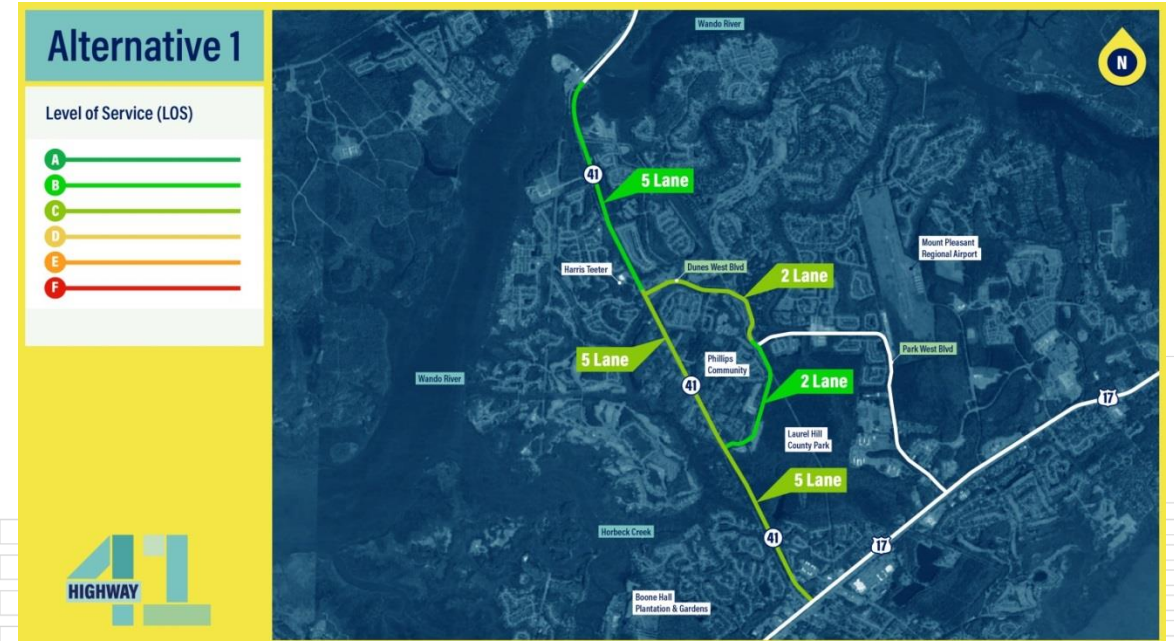 Alternative 1
Level of Service (LOS)
A
B
C
D
E
F
HIGHWAY
41
Wando River
N
41
5 Lane
Mount Pleasant
Regional Airport
Harris Teeter
Dunes West Blvd
2 Lane
5 Lane
Phillips
Community
Park West Blvd
Wando River
41
2 Lane
17
Laurel Hill
County Park
5 Lane
Horbeck Creek
41
17
Boone Hall
Plantation & Gardens